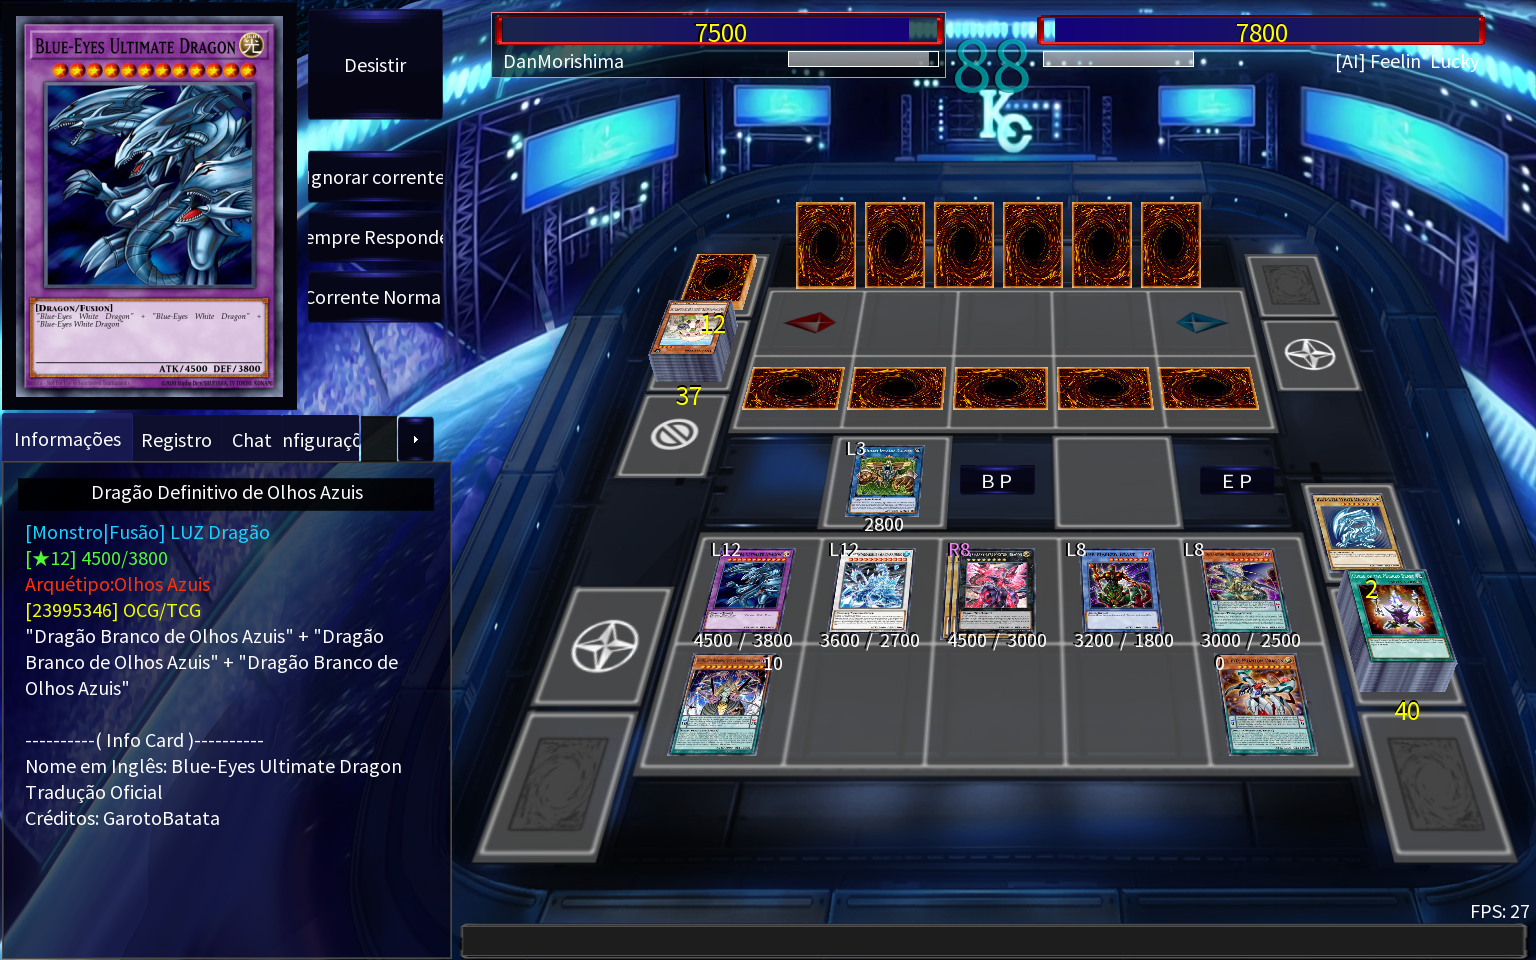 BLUE-EYES ULTIMATE DRAGON
[DRAGON/FUSION]
"Blue-Eyes White Dragon" + "Blue-Eyes White Dragon" +
"Blue-Eyes White Dragon"
ATK/4500 DEF/3800
Desistir
Ignorar corrente
empre Responde
Corrente Norma
7500
DanMorishima
88
7800
[AI] Feelin' Lucky
KC
Informações
Registro
Chat
nfiguraçõ
Dragão Definitivo de Olhos Azuis
[Monstro|Fusão] LUZ Dragão
[★12] 4500/3800
Arquétipo:Olhos Azuis
[23995346] OCG/TCG
"Dragão Branco de Olhos Azuis" + "Dragão
Branco de Olhos Azuis" + "Dragão Branco de
Olhos Azuis"
----------( Info Card )----------
Nome em Inglês: Blue-Eyes Ultimate Dragon
Tradução Oficial
Créditos: GarotoBatata
12
37
L3
2800
BP
EP
L12
4500 / 3800
L12
3600 / 2700
R8
4500 / 3000
L8
3200 / 1800
L8
3000 / 2500
10
0
2
40
FPS: 27